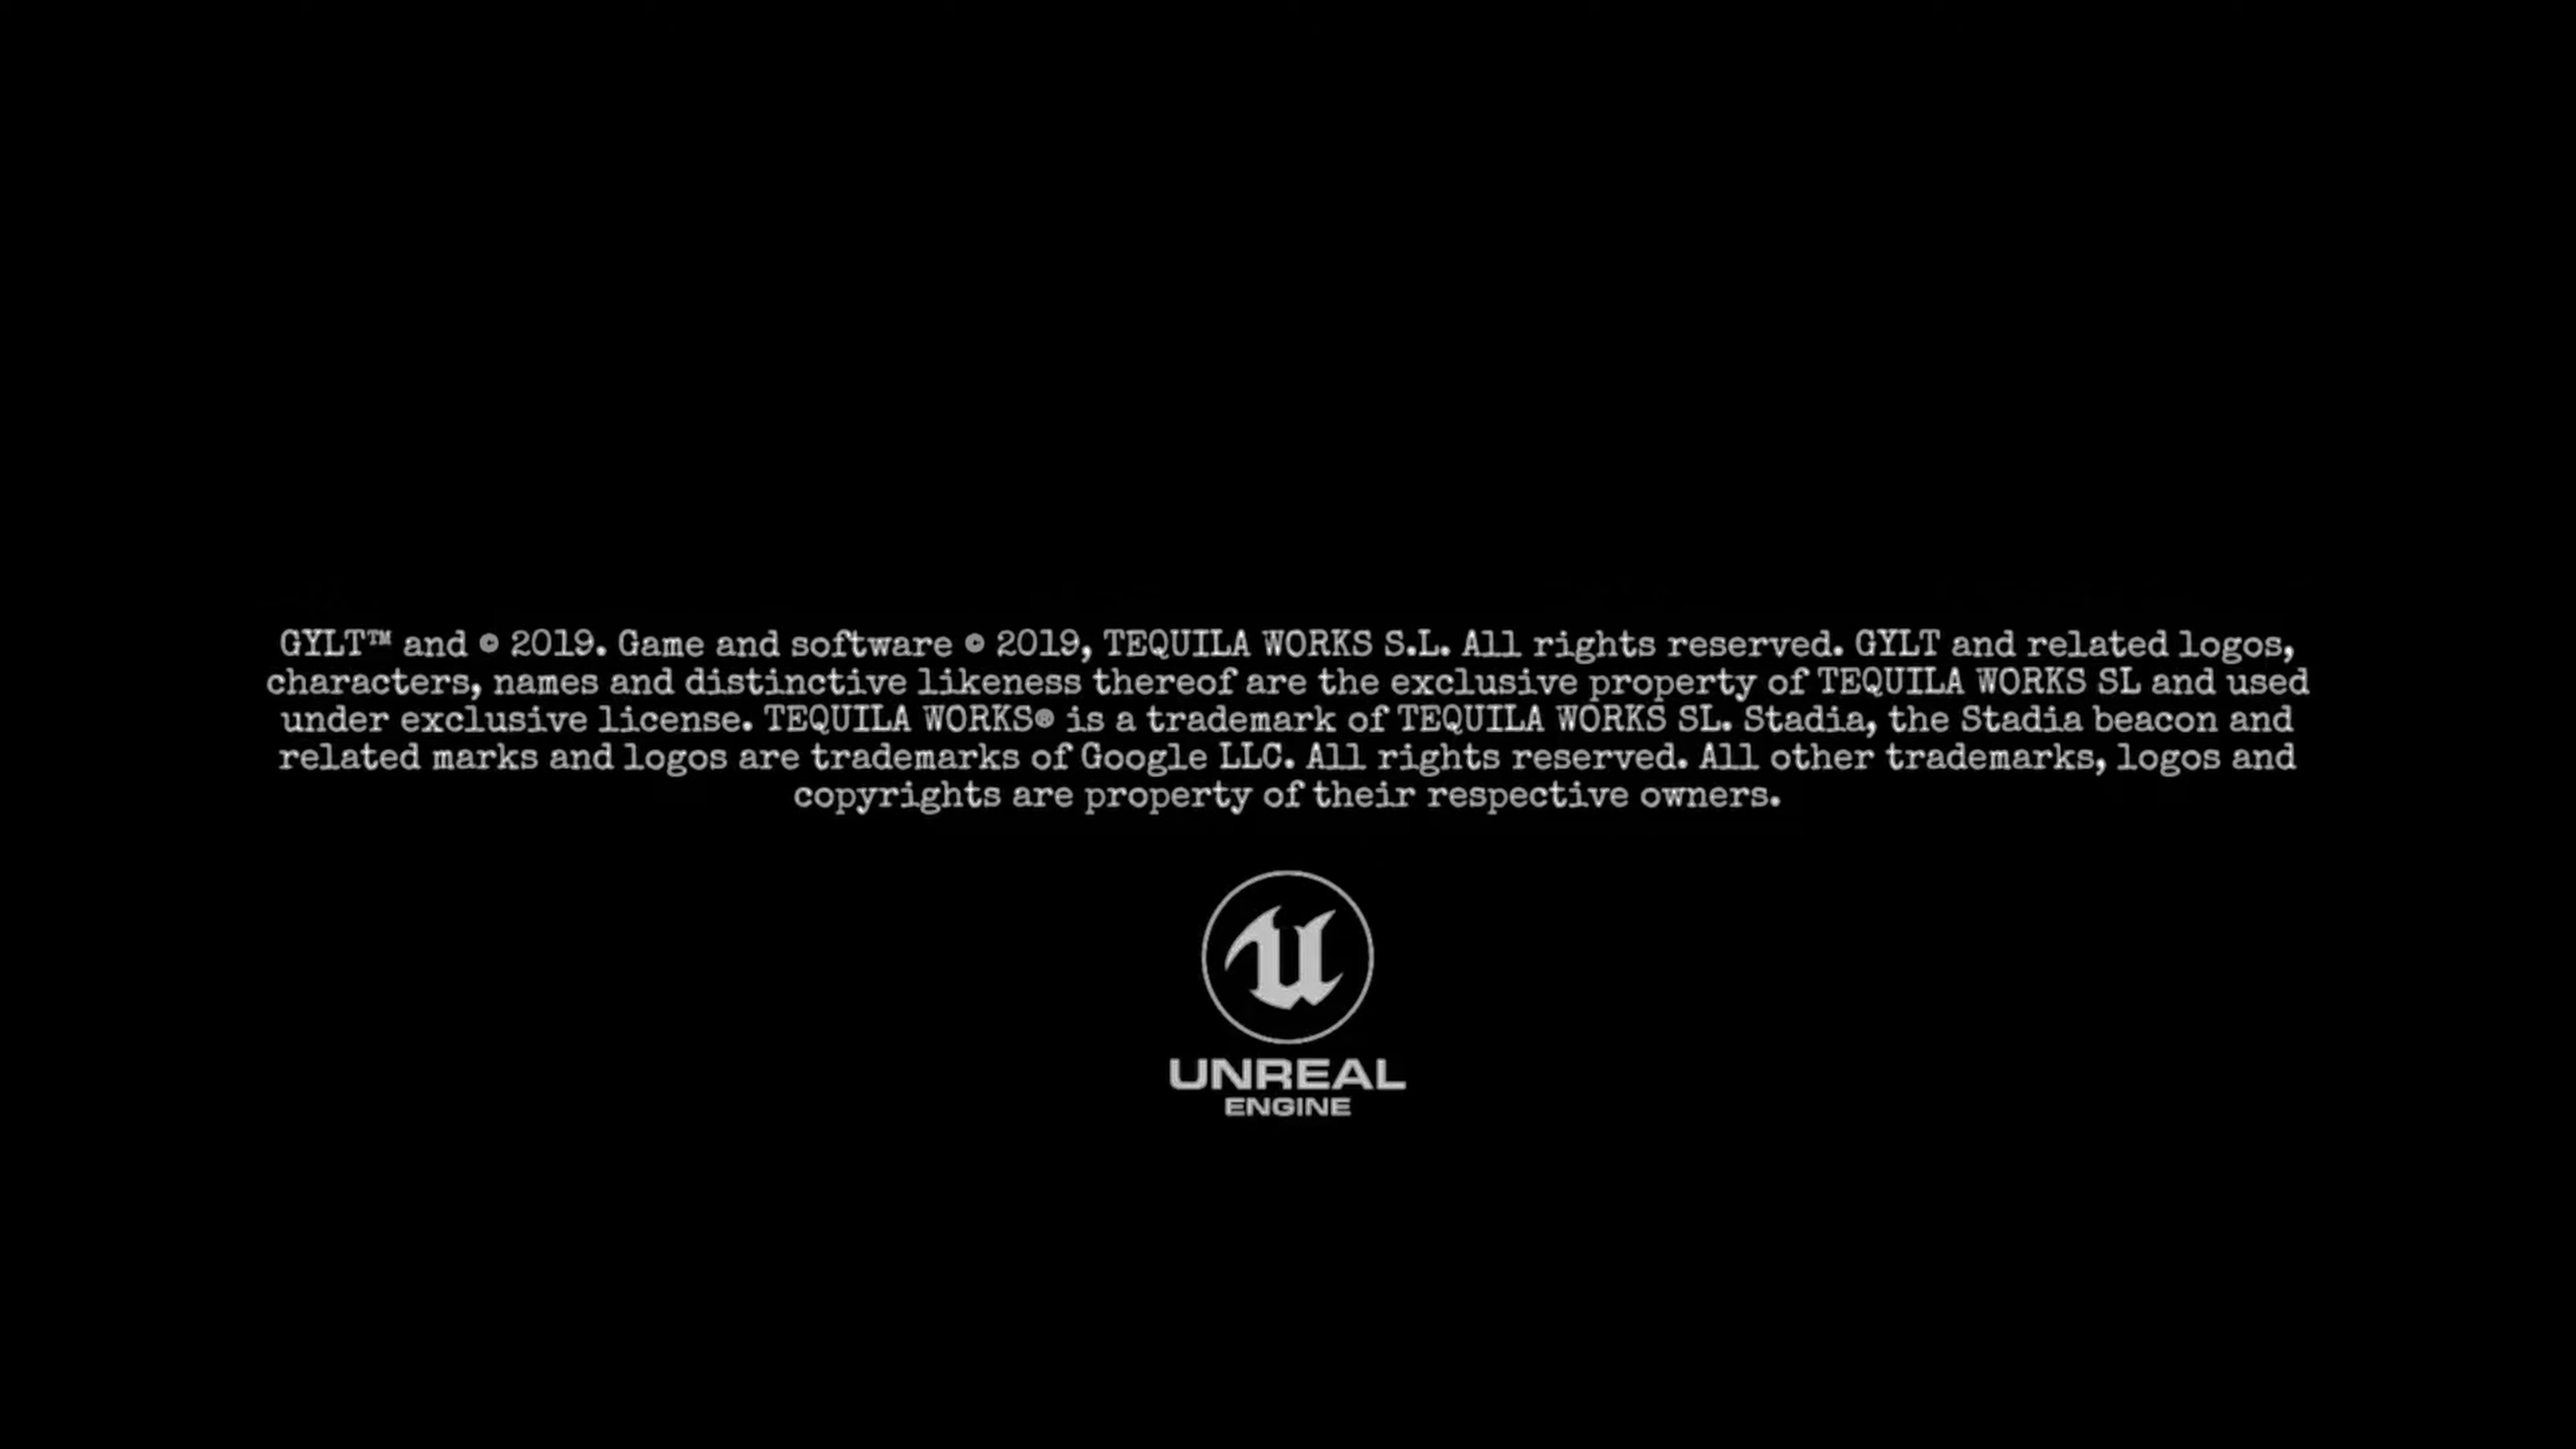 GYLT™ and © 2019. Game and software © 2019, TEQUILA WORKS S.L. All rights reserved. GYLT and related logos,
characters, names and distinctive likeness thereof are the exclusive property of TEQUILA WORKS SL and used
under exclusive license. TEQUILA WORKS® is a trademark of TEQUILA WORKS SL. Stadia, the Stadia beacon and
related marks and logos are trademarks of Google LLC. All rights reserved. All other trademarks, logos and
copyrights are property of their respective owners.
UNREAL
ENGINE